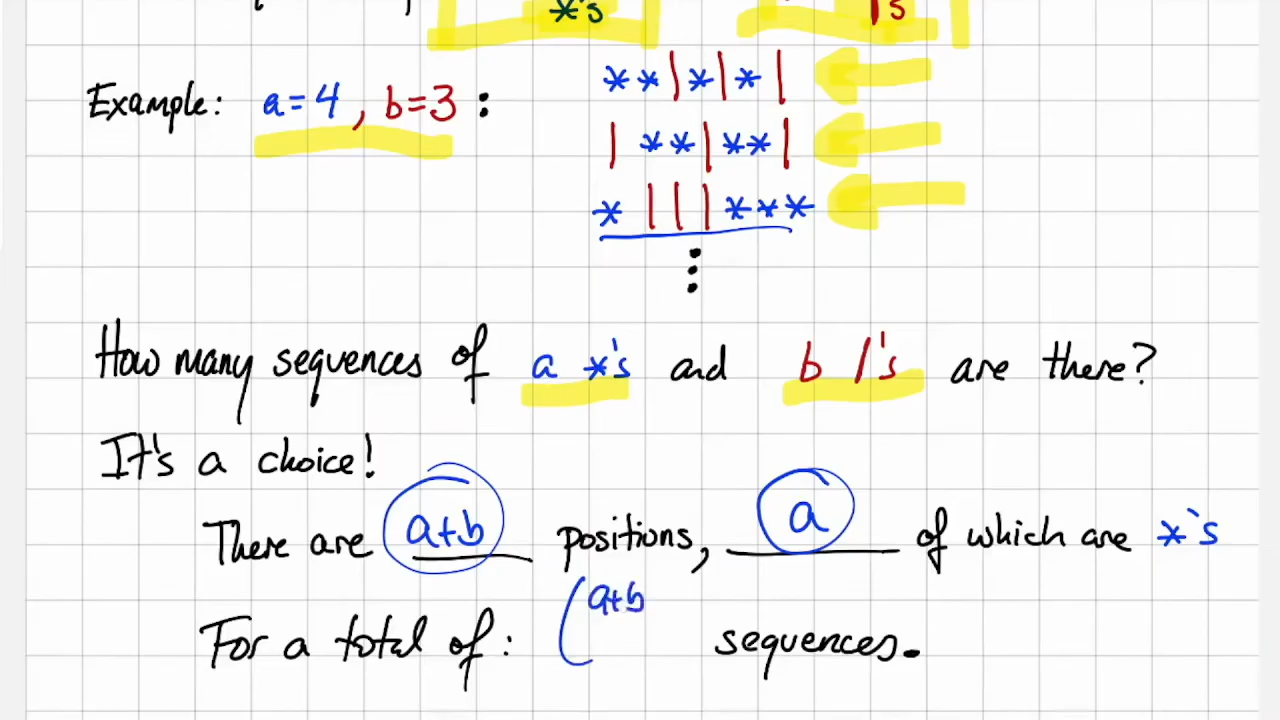 *'s |'s
Example: a=4, b=3 : **|*|*|
|**|**|
*|||***
⋮
How many sequences of a *'s and b |'s are there?
It's a choice!
There are a+b positions, a of which are *'s
For a total of: (a+b sequences.